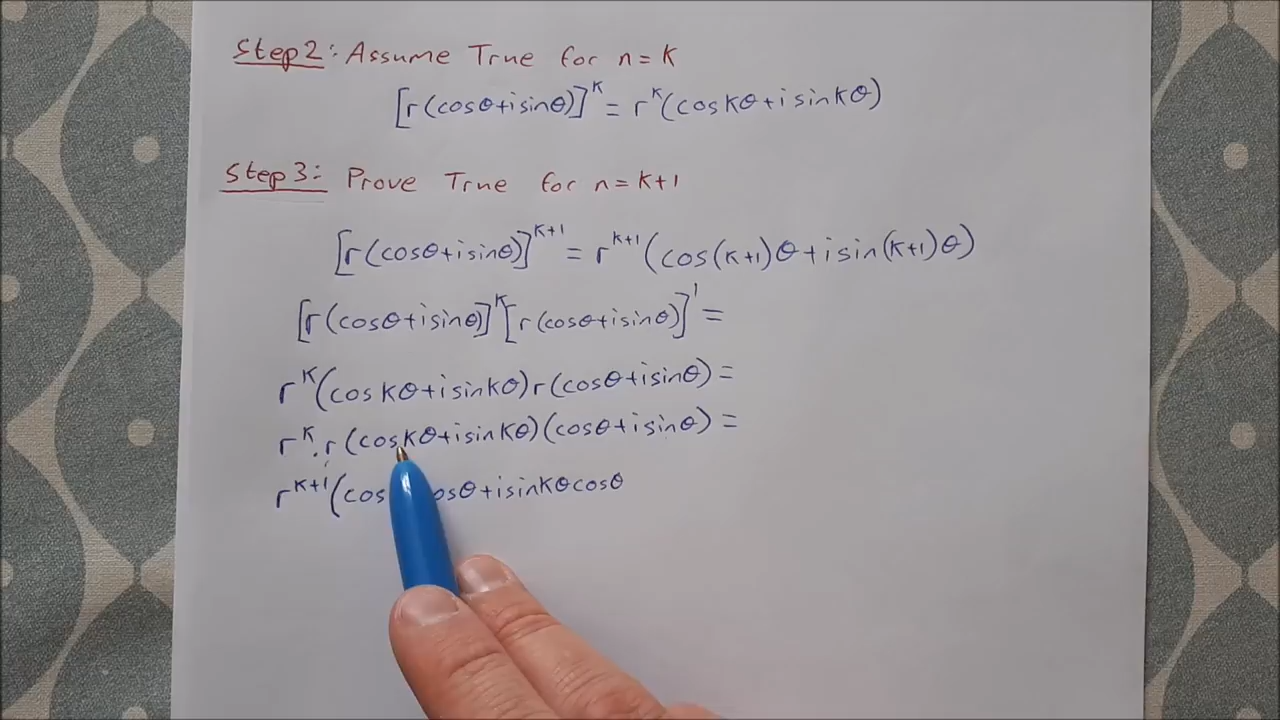 Step 2: Assume True for n=k
[r(cosθ+isinθ)]^k = r^k(coskθ+isinkθ)
Step 3: Prove True for n=k+1
[r(cosθ+isinθ)]^k+1 = r^k+1(cos(k+1)θ+isin(k+1)θ)
[r(cosθ+isinθ)]^k[r(cosθ+isinθ)]^1 =
r^k(coskθ+isinkθ)r(cosθ+isinθ) =
r^k.r(coskθ+isinkθ)(cosθ+isinθ) =
r^k+1(cos osθ+isinkθcosθ